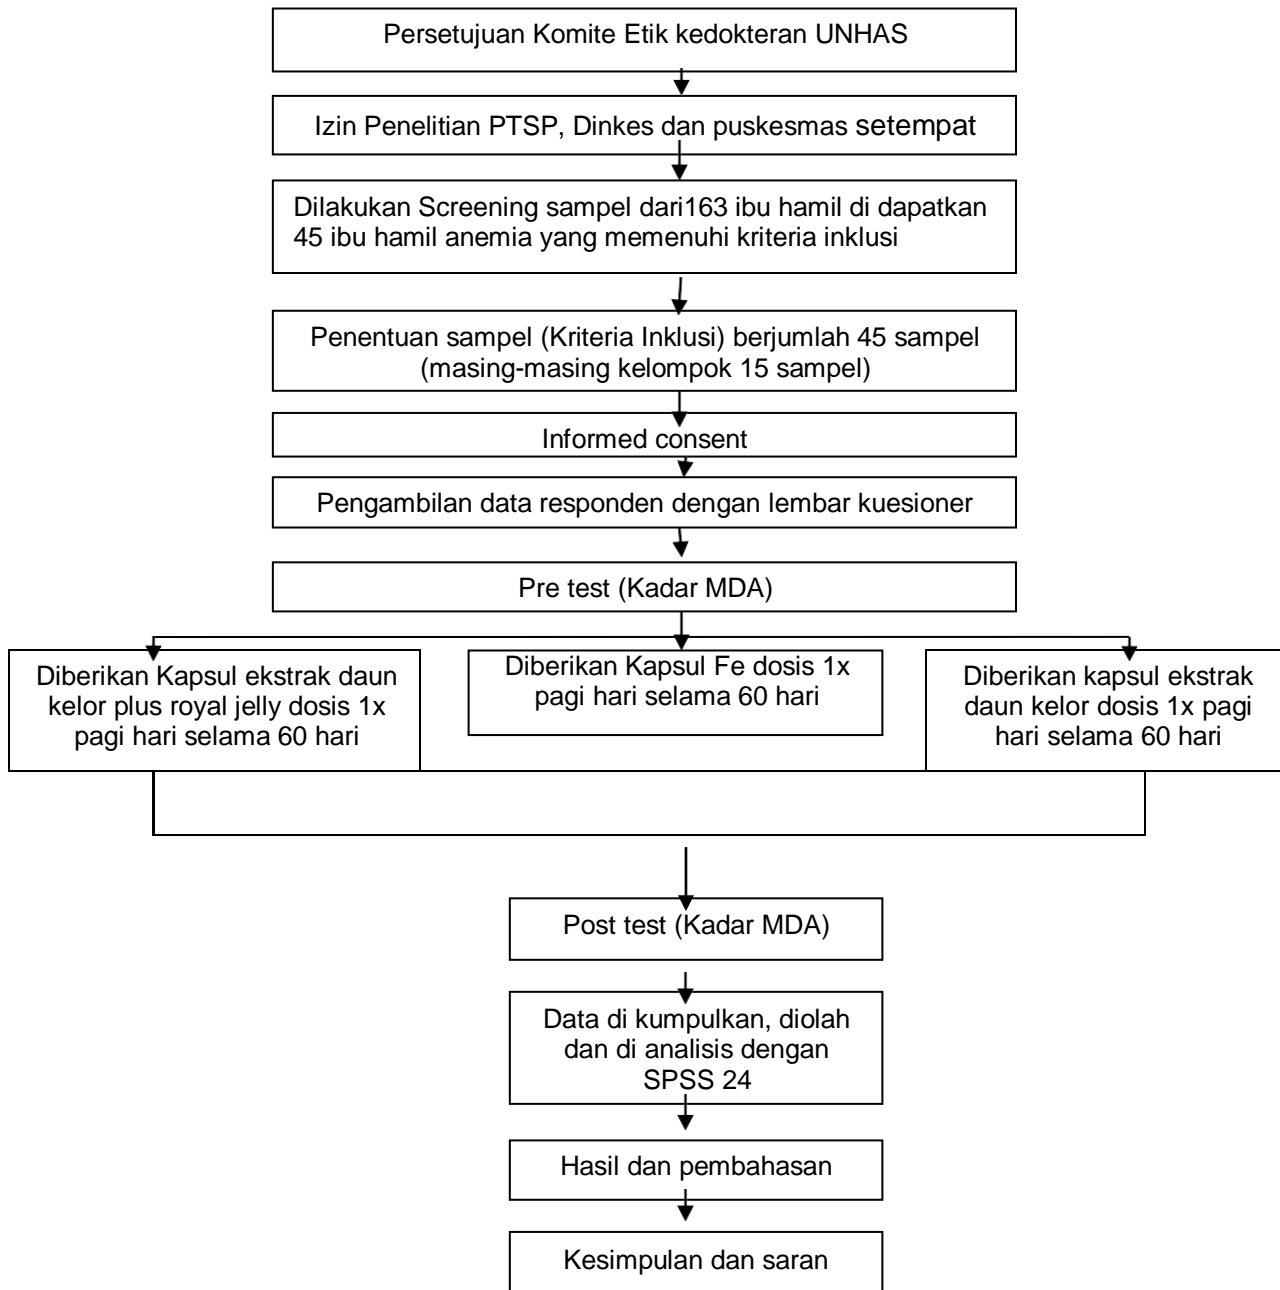 Persetujuan Komite Etik kedokteran UNHAS
Izin Penelitian PTSP, Dinkes dan puskesmas setempat
Dilakukan Screening sampel dari163 ibu hamil di dapatkan
45 ibu hamil anemia yang memenuhi kriteria inklusi
Penentuan sampel (Kriteria Inklusi) berjumlah 45 sampel
(masing-masing kelompok 15 sampel)
Informed consent
Pengambilan data responden dengan lembar kuesioner
Pre test (Kadar MDA)
Diberikan Kapsul ekstrak daun
kelor plus royal jelly dosis 1x
pagi hari selama 60 hari
Diberikan Kapsul Fe dosis 1x
pagi hari selama 60 hari
Diberikan kapsul ekstrak
daun kelor dosis 1x pagi
hari selama 60 hari
Post test (Kadar MDA)
Data di kumpulkan, diolah
dan di analisis dengan
SPSS 24
Hasil dan pembahasan
Kesimpulan dan saran